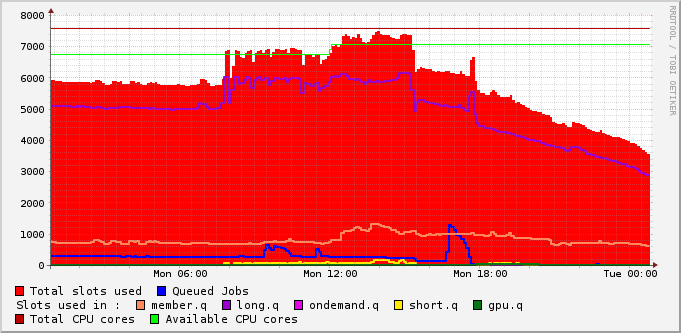 8000
7000
6000
5000
4000
3000
2000
1000
0
Mon 06:00 Mon 12:00 Mon 18:00 Tue 00:00
RRDTOOL / TOBI OETIKER
Total slots used Queued Jobs
Slots used in : member.q long.q ondemand.q short.q gpu.q
Total CPU cores Available CPU cores